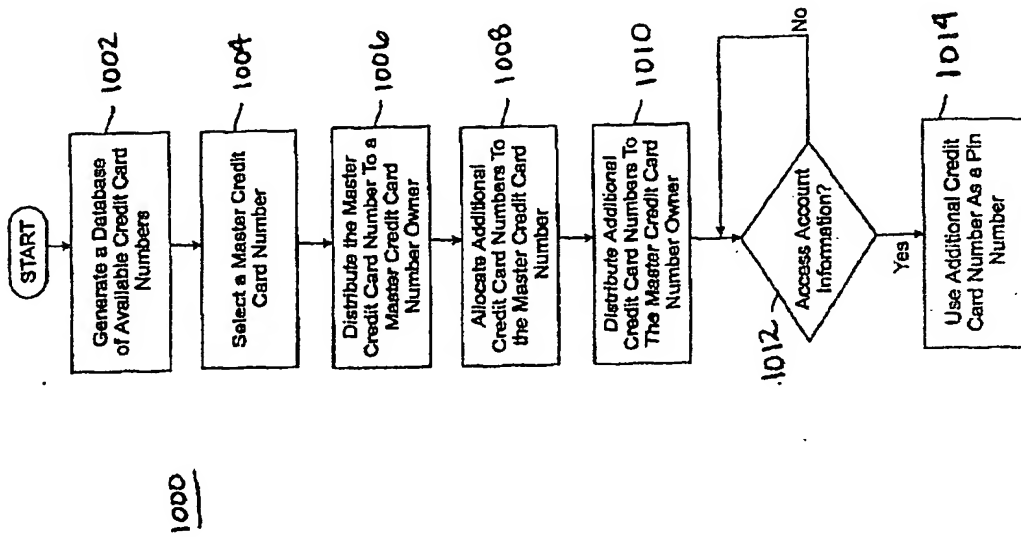 1000
START
Generate a Database
of Available Credit Card
Numbers
1002
Select a Master Credit
Card Number
1004
Distribute the Master
Credit Card Number To a
Master Credit Card
Number Owner
1006
Allocate Additional
Credit Card Numbers To
the Master Credit Card
Number
1008
Distribute Additional
Credit Card Numbers To
The Master Credit Card
Number Owner
1010
Access Account
Information?
1012
No
Yes
Use Additional Credit
Card Number As a Pin
Number
1014